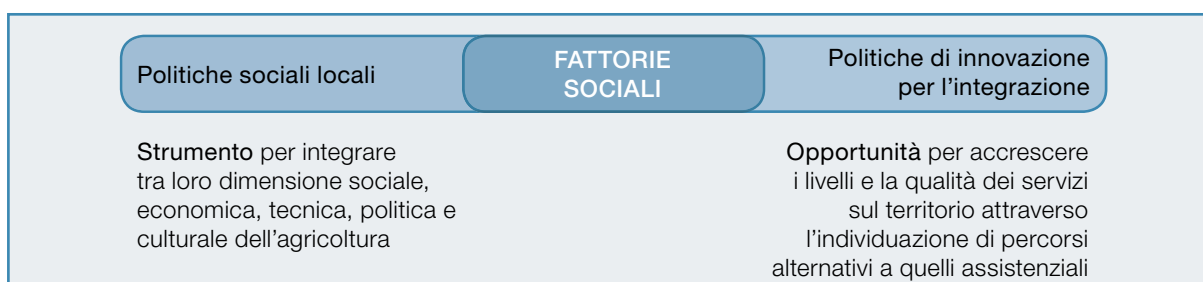 Politiche sociali locali
FATTORIE
SOCIALI
Politiche di innovazione
per l'integrazione
Strumento per integrare
tra loro dimensione sociale,
economica, tecnica, politica e
culturale dell'agricoltura
Opportunità per accrescere
i livelli e la qualità dei servizi
sul territorio attraverso
l'individuazione di percorsi
alternativi a quelli assistenziali